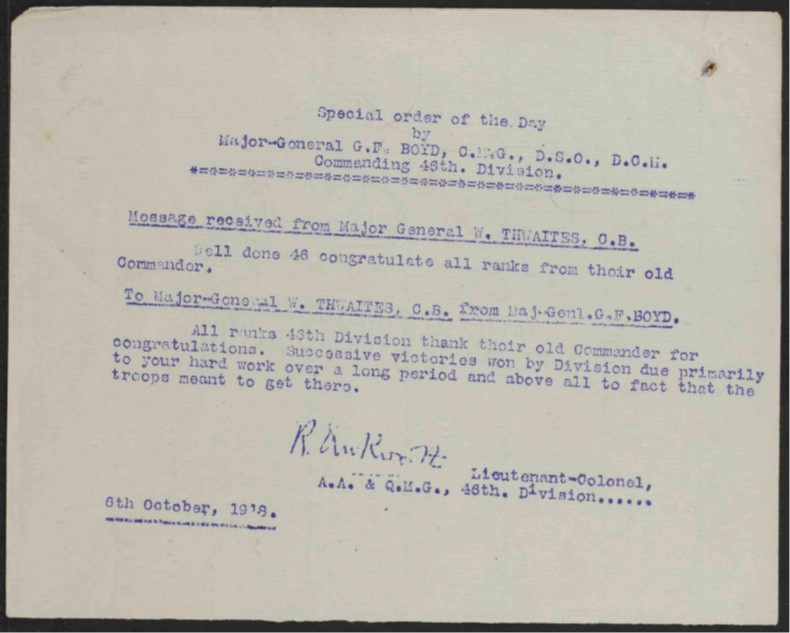 Special order of the Day
by
Major-General G.F. BOYD, C.M.G., D.S.O., D.C.M.
Commanding 46th. Division.
*=*=*=*=*=*=*=*=*=*=*=*=*=*=*=*=*=*=*=*=*=*=*=*=*=*=*=*
Message received from Major General W. THWAITES, C.B.
Well done 46 congratulate all ranks from their old
Commander.
To Major-General W. THWAITES, C.B. from Maj-Genl.G.F.BOYD.
All ranks 46th Division thank their old Commander for
congratulations. Successive victories won by Division due primarily
to your hard work over a long period and above all to fact that the
troops meant to get there.
Lieutenant-Colonel,
A.A. & Q.M.G., 46th. Division......
6th October, 1918.